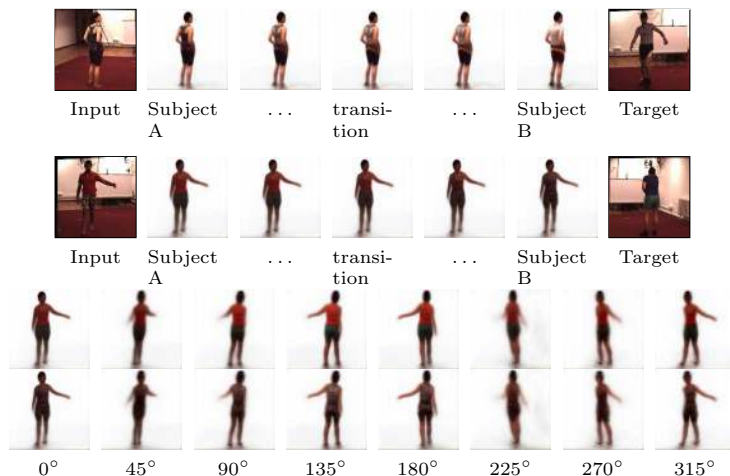 Input Subject A ... transi-tion ... Subject B Target
Input Subject A ... transi-tion ... Subject B Target
0° 45° 90° 135° 180° 225° 270° 315°